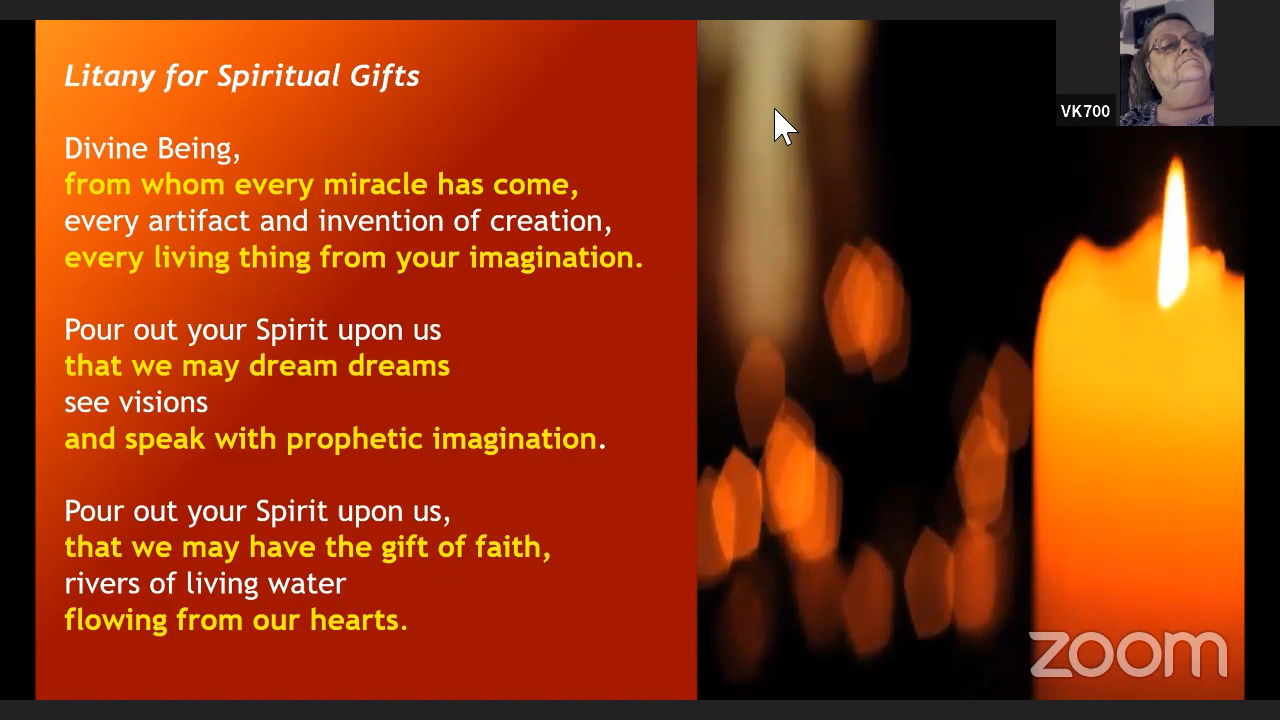 Litany for Spiritual Gifts
Divine Being,
from whom every miracle has come,
every artifact and invention of creation,
every living thing from your imagination.
Pour out your Spirit upon us
that we may dream dreams
see visions
and speak with prophetic imagination.
Pour out your Spirit upon us,
that we may have the gift of faith,
rivers of living water
flowing from our hearts.
VK700
zoom